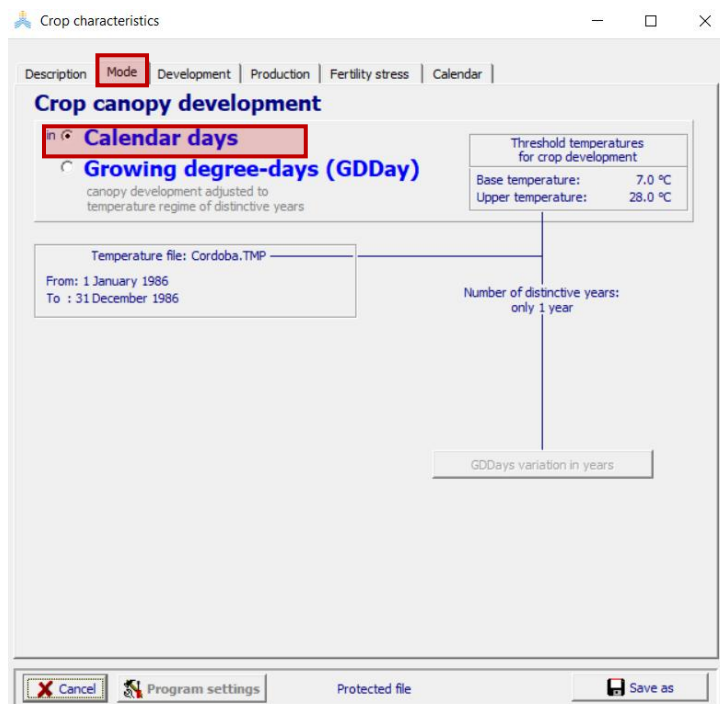 Crop characteristics
Description Mode Development Production Fertility stress Calendar
Crop canopy development
in Calendar days
Growing degree-days (GDDay)
canopy development adjusted to
temperature regime of distinctive years
Threshold temperatures
for crop development
Base temperature: 7.0 ºC
Upper temperature: 28.0 ºC
Temperature file: Cordoba.TMP
From: 1 January 1986
To : 31 December 1986
Number of distinctive years:
only 1 year
GDDays variation in years
Cancel Program settings Protected file Save as